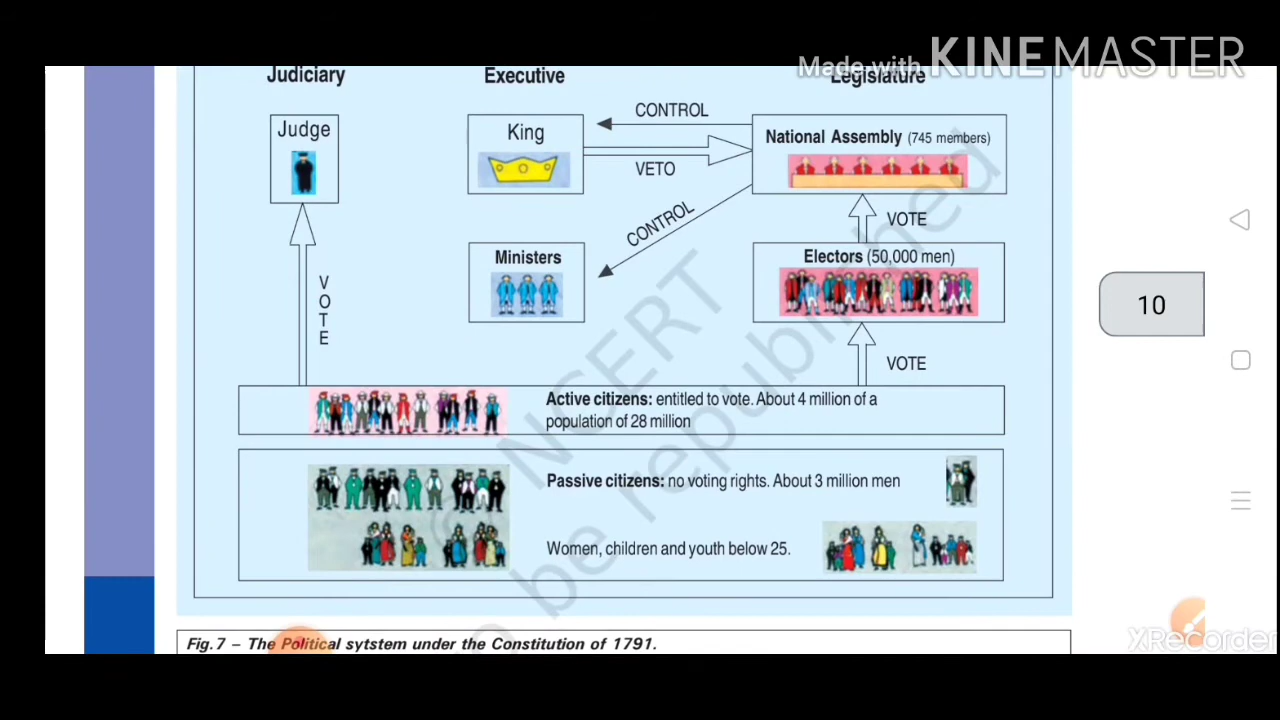 Made with KINEMASTER
Judiciary
Executive
Legislature
Judge
King
CONTROL
VETO
National Assembly (745 members)
CONTROL
VOTE
Ministers
Electors (50,000 men)
VOTE
VOTE
Active citizens: entitled to vote. About 4 million of a
population of 28 million
Passive citizens: no voting rights. About 3 million men
Women, children and youth below 25.
© NCERT
be republished
Fig.7 – The Political sytstem under the Constitution of 1791.
10
XRecorder